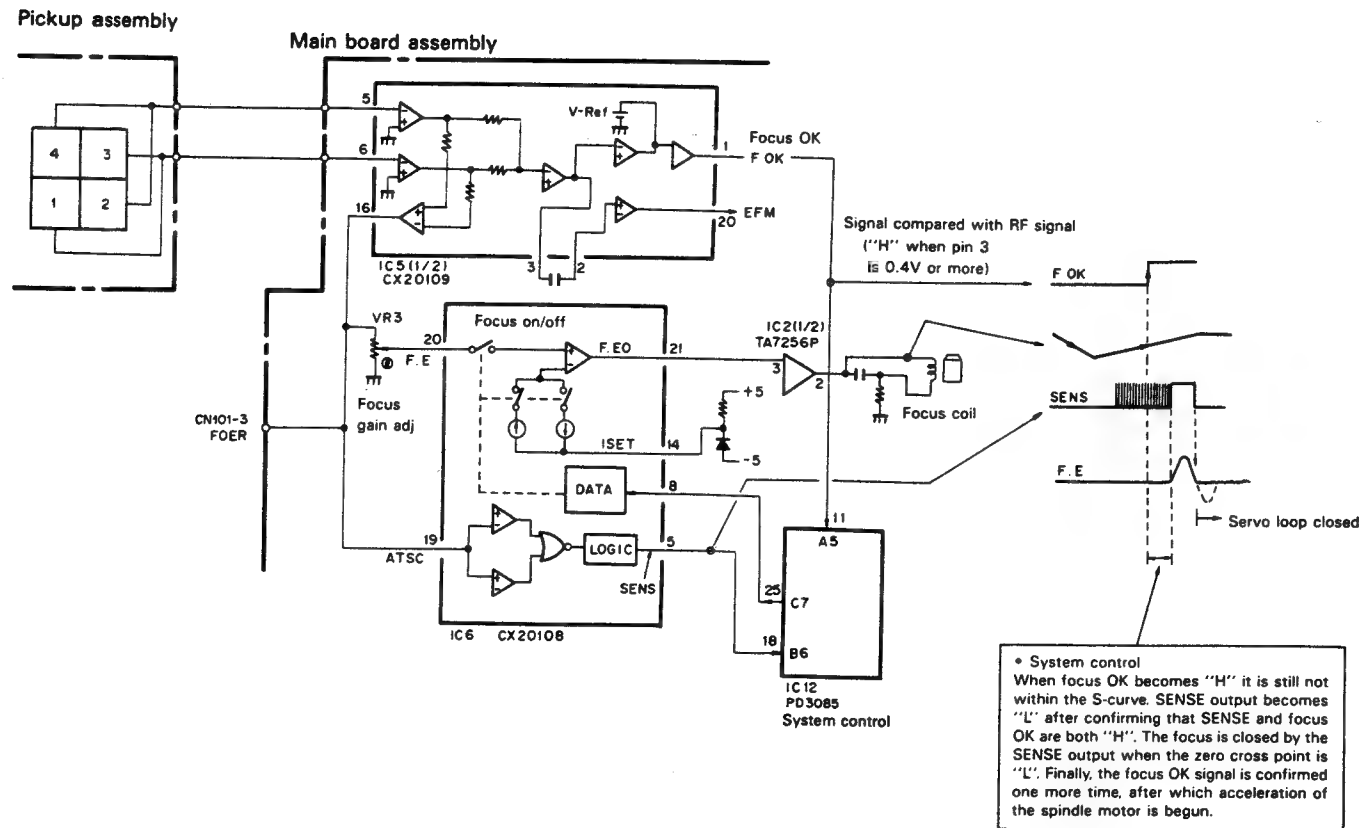 Pickup assembly
Main board assembly
4 3
1 2
5
6
16
V-Ref
1
Focus OK
F OK
EFM
20
3 2
IC5(1/2)
CX20109
Signal compared with RF signal
("H" when pin 3
is 0.4V or more)
F OK
VR3
20
F.E
Focus
gain adj
CN101-3
FOER
Focus on/off
F.EO
21
IC2(1/2)
TA7256P
3
2
Focus coil
+5
-5
ISET
14
DATA
8
19
ATSC
LOGIC
5
SENS
IC6 CX20108
11
A5
25
C7
18
B6
IC12
PD3085
System control
SENS
F.E
Servo loop closed
• System control
When focus OK becomes "H" it is still not
within the S-curve. SENSE output becomes
"L" after confirming that SENSE and focus
OK are both "H". The focus is closed by the
SENSE output when the zero cross point is
"L". Finally, the focus OK signal is confirmed
one more time, after which acceleration of
the spindle motor is begun.